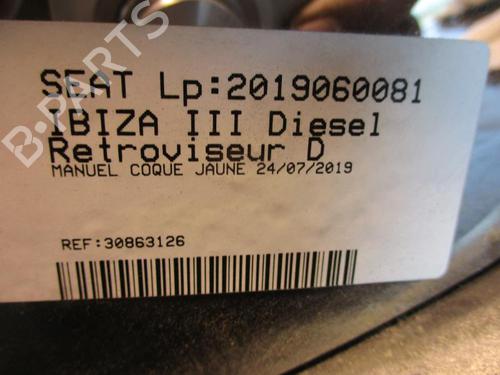 SEAT Lp:2019060081
IBIZA III Diesel
Retroviseur D
MANUEL COQUE JAUNE 24/07/2019
REF:30863126
B-PARTS